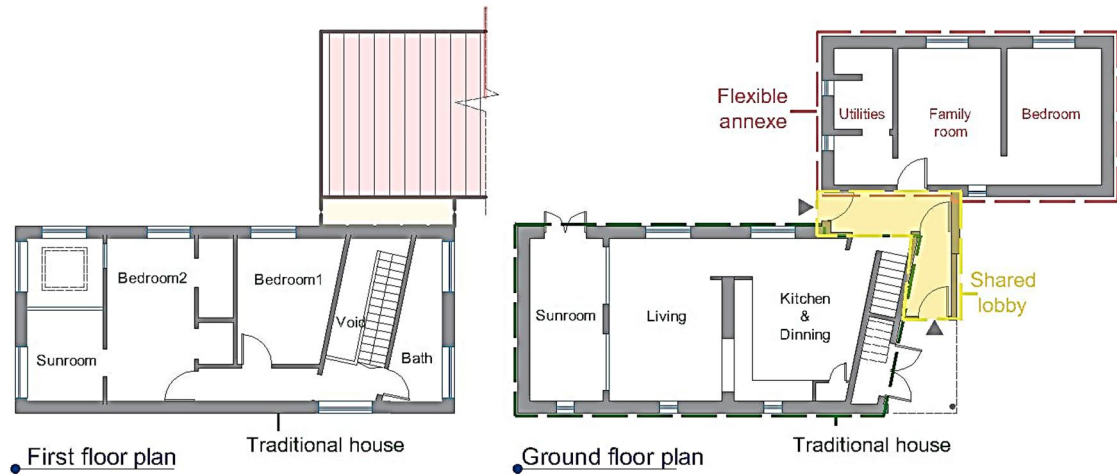 Flexible
annexe
Utilities
Family
room
Bedroom
Bedroom2
Bedroom1
Void
Sunroom
Bath
Sunroom
Living
Kitchen
&
Dinning
Shared
lobby
Traditional house
Traditional house
First floor plan
Ground floor plan